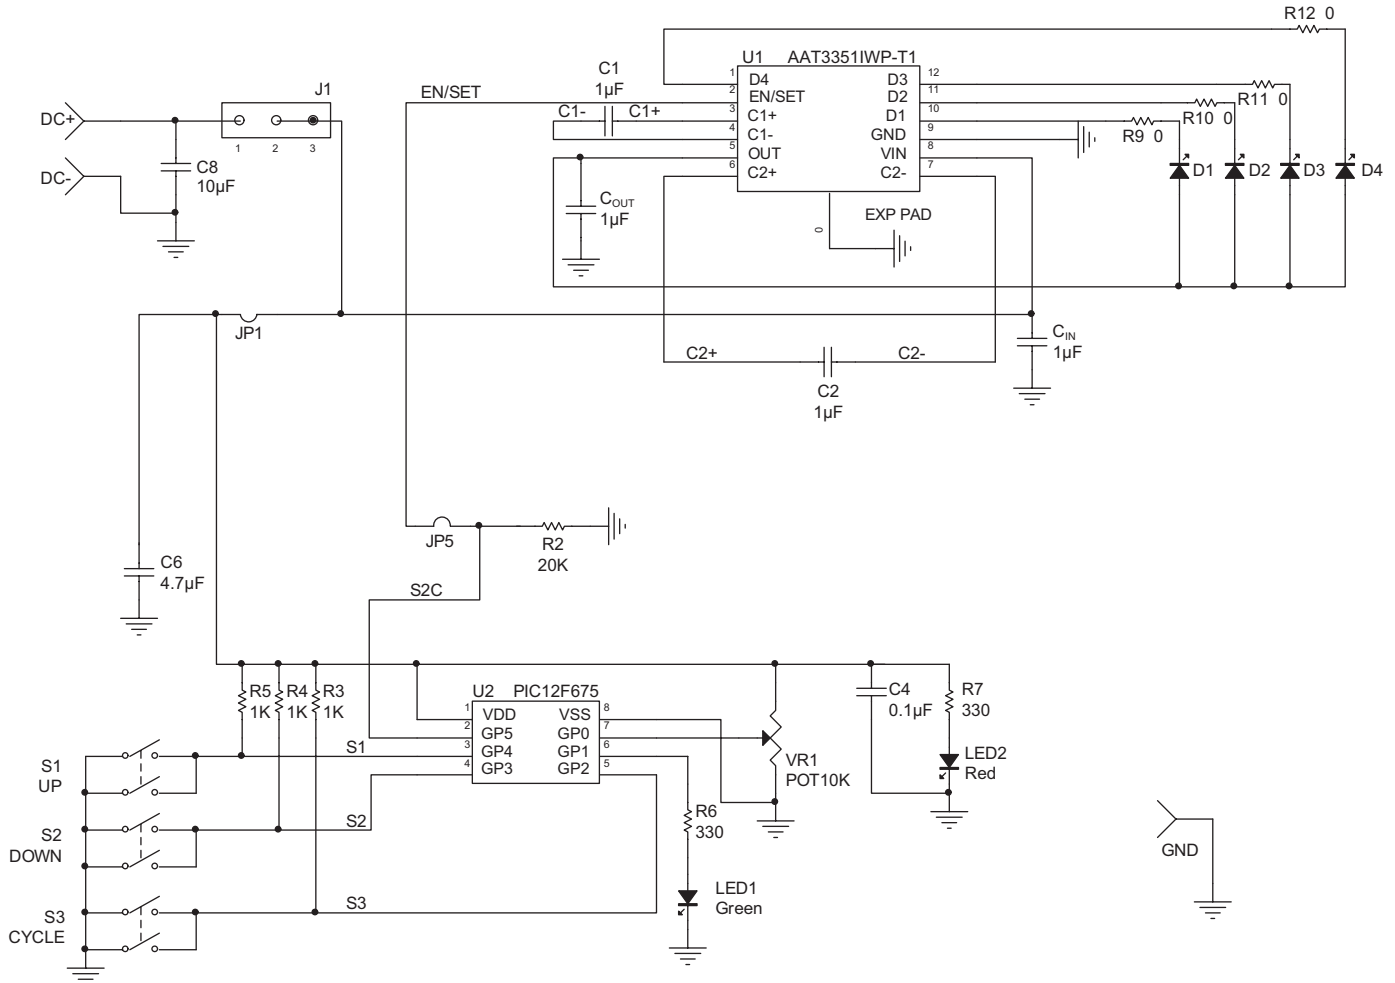 R12 0
U1 AAT3351IWP-T1
C1
1µF
J1
EN/SET
C1- C1+
DC+
1 2 3
C8
10µF
DC-
1 D4
2 EN/SET
3 C1+
4 C1-
5 OUT
6 C2+
D3 12
D2 11
D1 10
GND 9
VIN 8
C2- 7
R11 0
R10 0
R9 0
D1
D2
D3
D4
COUT
1µF
EXP PAD
0
JP1
CIN
1µF
C2+ C2-
C2
1µF
JP5
R2
20K
C6
4.7µF
S2C
R5
1K
R4
1K
R3
1K
U2 PIC12F675
1 VDD
2 GP5
3 GP4
4 GP3
VSS 8
GP0 7
GP1 6
GP2 5
C4
0.1µF
R7
330
S1
UP
S1
VR1
POT10K
LED2
Red
S2
DOWN
S2
R6
330
GND
S3
CYCLE
S3
LED1
Green